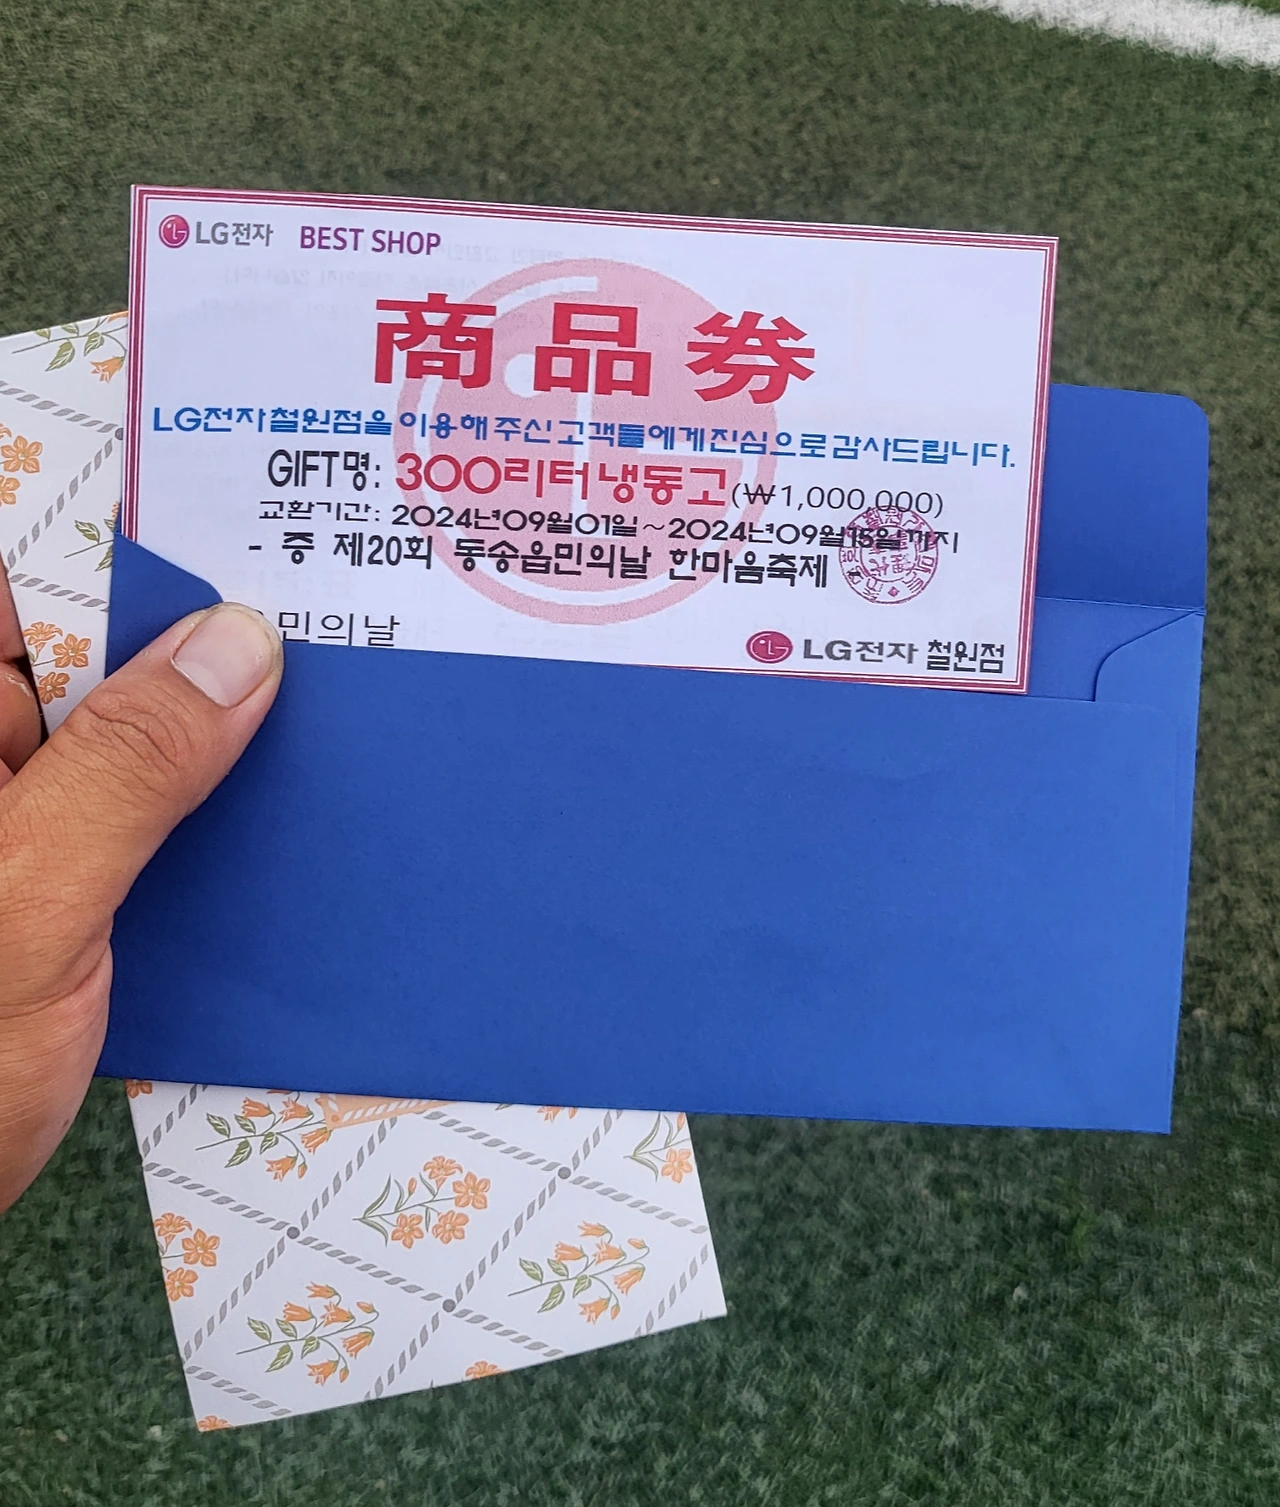 LG전자 BEST SHOP
商品券
LG전자철원점을 이용해주신고객들에게진심으로감사드립니다.
GIFT명: 300리터냉동고(₩1,000,000)
교환기간: 2024년09월01일~2024년09월15일까지
- 증 제20회 동송읍민의날 한마음축제 -
민의날
LG전자 철원점